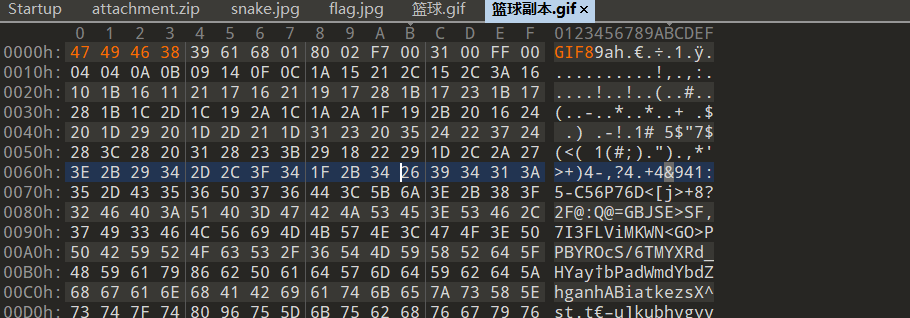 Startup attachment.zip snake.jpg flag.jpg 篮球.gif 篮球副本.gif ×
0 1 2 3 4 5 6 7 8 9 A B C D E F 0123456789ABCDEF
0000h: 47 49 46 38 39 61 68 01 80 02 F7 00 31 00 FF 00 GIF89ah.€.÷.1.ÿ.
0010h: 04 04 0A 0B 09 14 0F 0C 1A 15 21 2C 15 2C 3A 16 ..........!,.,:.
0020h: 10 1B 16 11 21 17 16 21 19 17 28 1B 17 23 1B 17 ....!..!..(..#..
0030h: 28 1B 1C 2D 1C 19 2A 1C 1A 2A 1F 19 2B 20 16 24 (..-..*..*..+ .$
0040h: 20 1D 29 20 1D 2D 21 1D 31 23 20 35 24 22 37 24  .) .-!.1# 5$"7$
0050h: 28 3C 28 20 31 28 23 3B 29 18 22 29 1D 2C 2A 27 (<( 1(#;).").,*'
0060h: 3E 2B 29 34 2D 2C 3F 34 1F 2B 34 26 39 34 31 3A >+)4-,?4.+4&941:
0070h: 35 2D 43 35 36 50 37 36 44 3C 5B 6A 3E 2B 38 3F 5-C56P76D<[j>+8?
0080h: 32 46 40 3A 51 40 3D 47 42 4A 53 45 3E 53 46 2C 2F@:Q@=GBJSE>SF,
0090h: 37 49 33 46 4C 56 69 4D 4B 57 4E 3C 47 4F 3E 50 7I3FLViMKWN<GO>P
00A0h: 50 42 59 52 4F 63 53 2F 36 54 4D 59 58 52 64 5F PBYROcS/6TMYXRd_
00B0h: 48 59 61 79 86 62 50 61 64 57 6D 64 59 62 64 5A HYay†bPadWmdYbdZ
00C0h: 68 67 61 6E 68 41 42 69 61 74 6B 65 7A 73 58 5E hganhABiatkezsX^
00D0h: 73 74 7F 74 80 96 75 5D 6B 75 62 68 76 67 79 76 st.t€–u]kubhvgyv